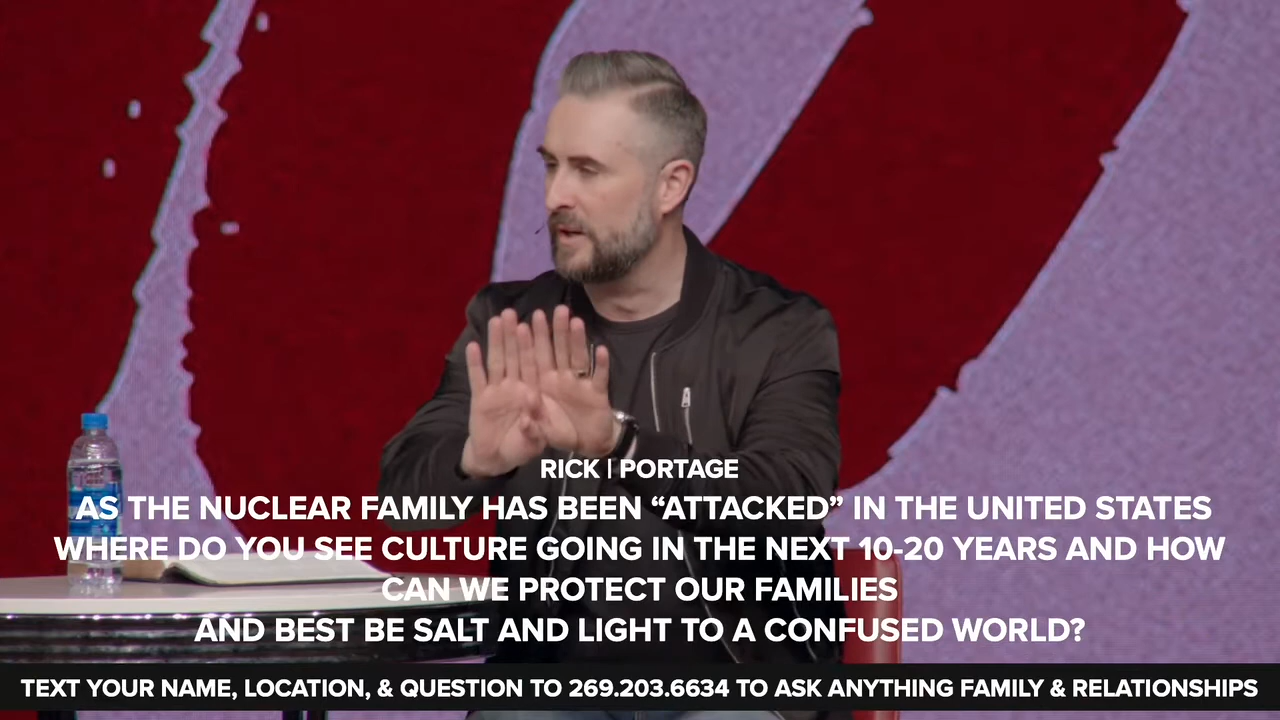 RICK | PORTAGE
AS THE NUCLEAR FAMILY HAS BEEN “ATTACKED” IN THE UNITED STATES
WHERE DO YOU SEE CULTURE GOING IN THE NEXT 10-20 YEARS AND HOW
CAN WE PROTECT OUR FAMILIES
AND BEST BE SALT AND LIGHT TO A CONFUSED WORLD?
TEXT YOUR NAME, LOCATION, & QUESTION TO 269.203.6634 TO ASK ANYTHING FAMILY & RELATIONSHIPS